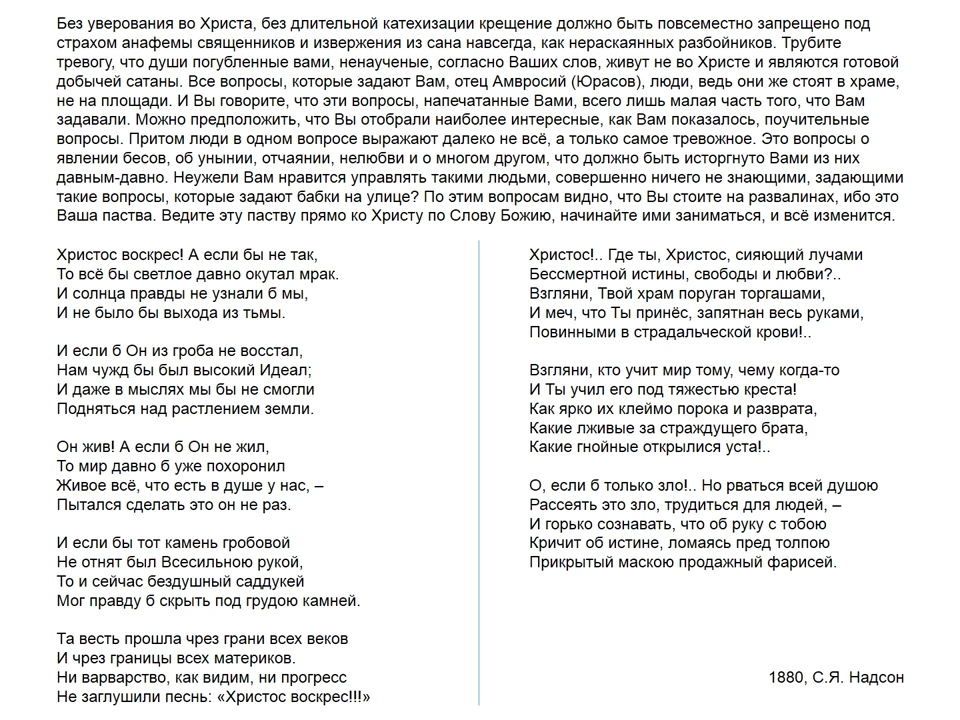 Без уверования во Христа, без длительной катехизации крещение должно быть повсеместно запрещено под
страхом анафемы священников и извержения из сана навсегда, как нераскаянных разбойников. Трубите
тревогу, что души погубленные вами, ненаученые, согласно Ваших слов, живут не во Христе и являются готовой
добычей сатаны. Все вопросы, которые задают Вам, отец Амвросий (Юрасов), люди, ведь они же стоят в храме,
не на площади. И Вы говорите, что эти вопросы, напечатанные Вами, всего лишь малая часть того, что Вам
задавали. Можно предположить, что Вы отобрали наиболее интересные, как Вам показалось, поучительные
вопросы. Притом люди в одном вопросе выражают далеко не всё, а только самое тревожное. Это вопросы о
явлении бесов, об унынии, отчаянии, нелюбви и о многом другом, что должно быть исторгнуто Вами из них
давным-давно. Неужели Вам нравится управлять такими людьми, совершенно ничего не знающими, задающими
такие вопросы, которые задают бабки на улице? По этим вопросам видно, что Вы стоите на развалинах, ибо это
Ваша паства. Ведите эту паству прямо ко Христу по Слову Божию, начинайте ими заниматься, и всё изменится.
Христос воскрес! А если бы не так,
То всё бы светлое давно окутал мрак.
И солнца правды не узнали б мы,
И не было бы выхода из тьмы.
И если б Он из гроба не восстал,
Нам чужд бы был высокий Идеал;
И даже в мыслях мы бы не смогли
Подняться над растлением земли.
Он жив! А если б Он не жил,
То мир давно б уже похоронил
Живое всё, что есть в душе у нас, –
Пытался сделать это он не раз.
И если бы тот камень гробовой
Не отнят был Всесильною рукой,
То и сейчас бездушный саддукей
Мог правду б скрыть под грудою камней.
Та весть прошла чрез грани всех веков
И чрез границы всех материков.
Ни варварство, как видим, ни прогресс
Не заглушили песнь: «Христос воскрес!!!»
Христос!.. Где ты, Христос, сияющий лучами
Бессмертной истины, свободы и любви?..
Взгляни, Твой храм поруган торгашами,
И меч, что Ты принёс, запятнан весь руками,
Повинными в страдальческой крови!..
Взгляни, кто учит мир тому, чему когда-то
И Ты учил его под тяжестью креста!
Как ярко их клеймо порока и разврата,
Какие лживые за страждущего брата,
Какие гнойные открылися уста!..
О, если б только зло!.. Но рваться всей душою
Рассеять это зло, трудиться для людей, –
И горько сознавать, что об руку с тобою
Кричит об истине, ломаясь пред толпою
Прикрытый маскою продажный фарисей.
1880, С.Я. Надсон